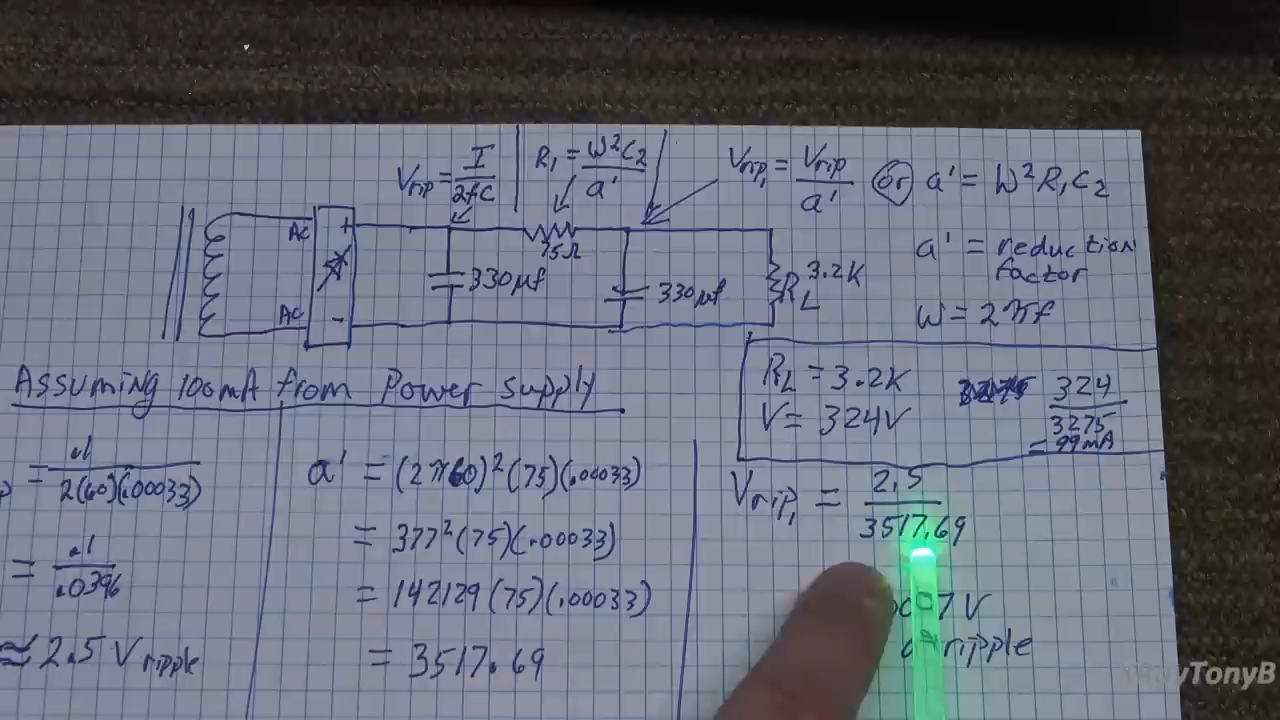 Vrip = I / 2fC
R1 = W²C2 / a'
Vrip1 = Vrip / a'
or a' = W²R1C2
AC
+
75Ω
330µf
330µf
RL 3.2K
AC
-
a' = reduction
factor
W = 2πf
RL = 3.2K
V = 324V
324 / 3275
= 99mA
Assuming 100mA from Power supply
= .1 / 2(60)(.00033)
= .1 / .0396
≈ 2.5 V ripple
a' = (2π60)²(75)(.00033)
= 377²(75)(.00033)
= 142129(75)(.00033)
= 3517.69
Vrip1 = 2.5 / 3517.69
007V
ripple
RayTonyB